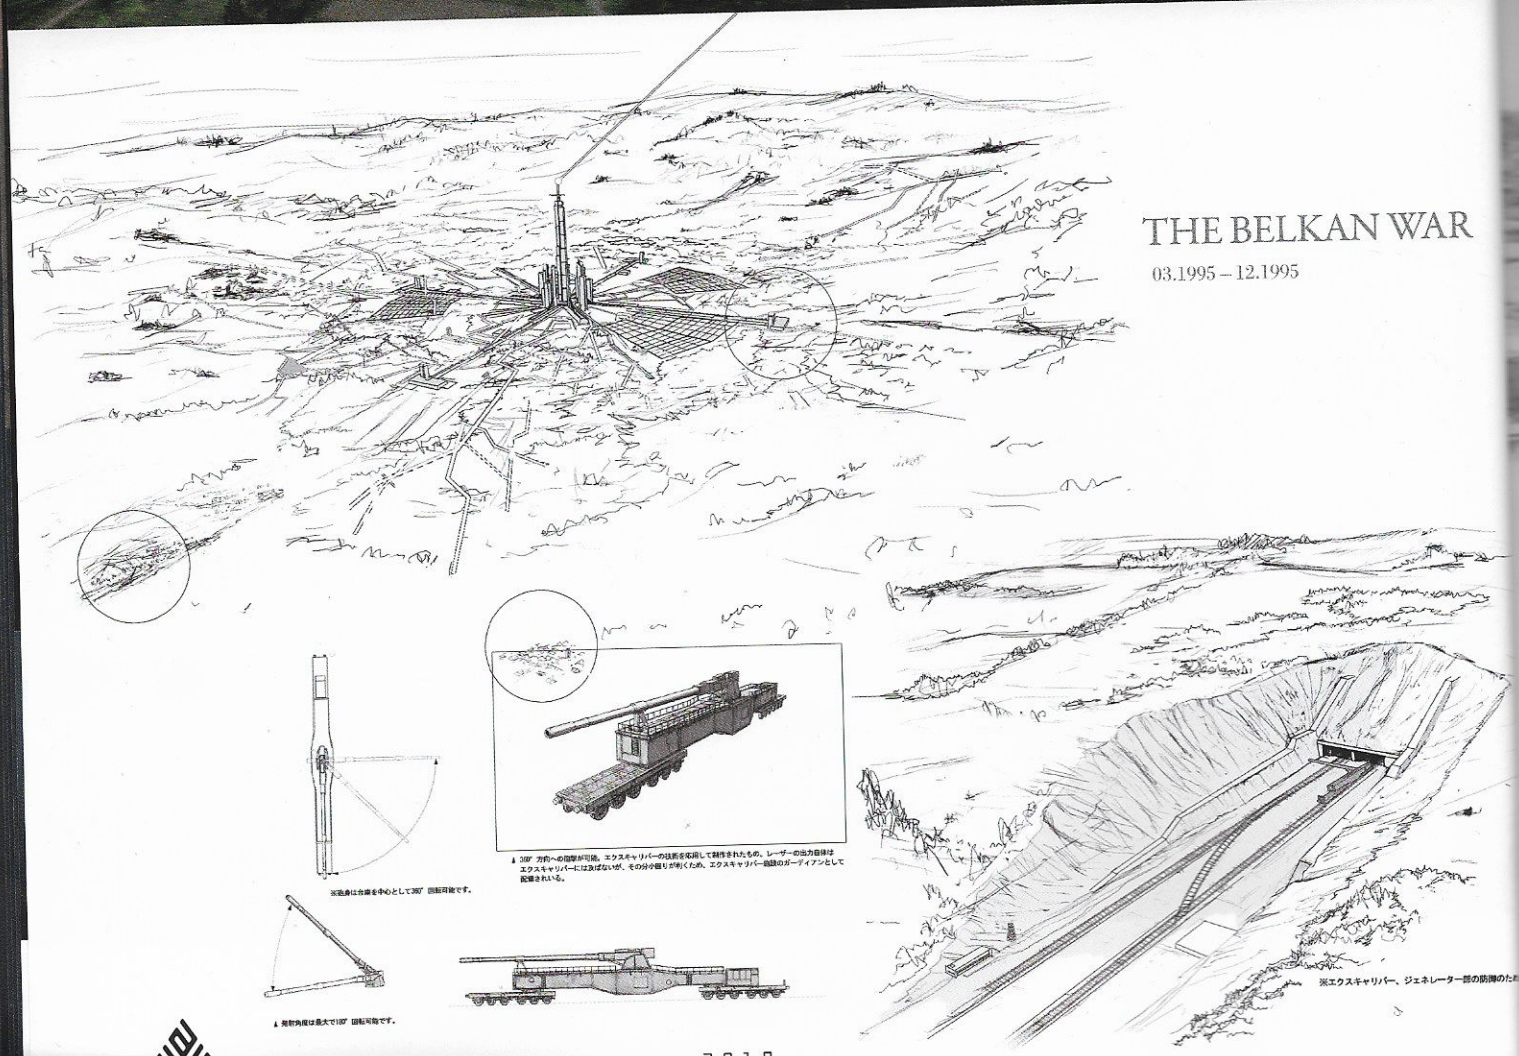 THE BELKAN WAR
03.1995 – 12.1995
▲ 360° 方向への砲撃が可能。エクスキャリバーの技術を応用して製作されたもの。レーザーの出力自体は
エクスキャリバーには及ばないが、その分小回りが利くため、エクスキャリバー施設のガーディアンとして
配備されいる。
※砲身は台座を中心として360° 回転可能です。
※エクスキャリバー、ジェネレーター部の防御のため
▲ 発射角度は最大で180° 回転可能です。